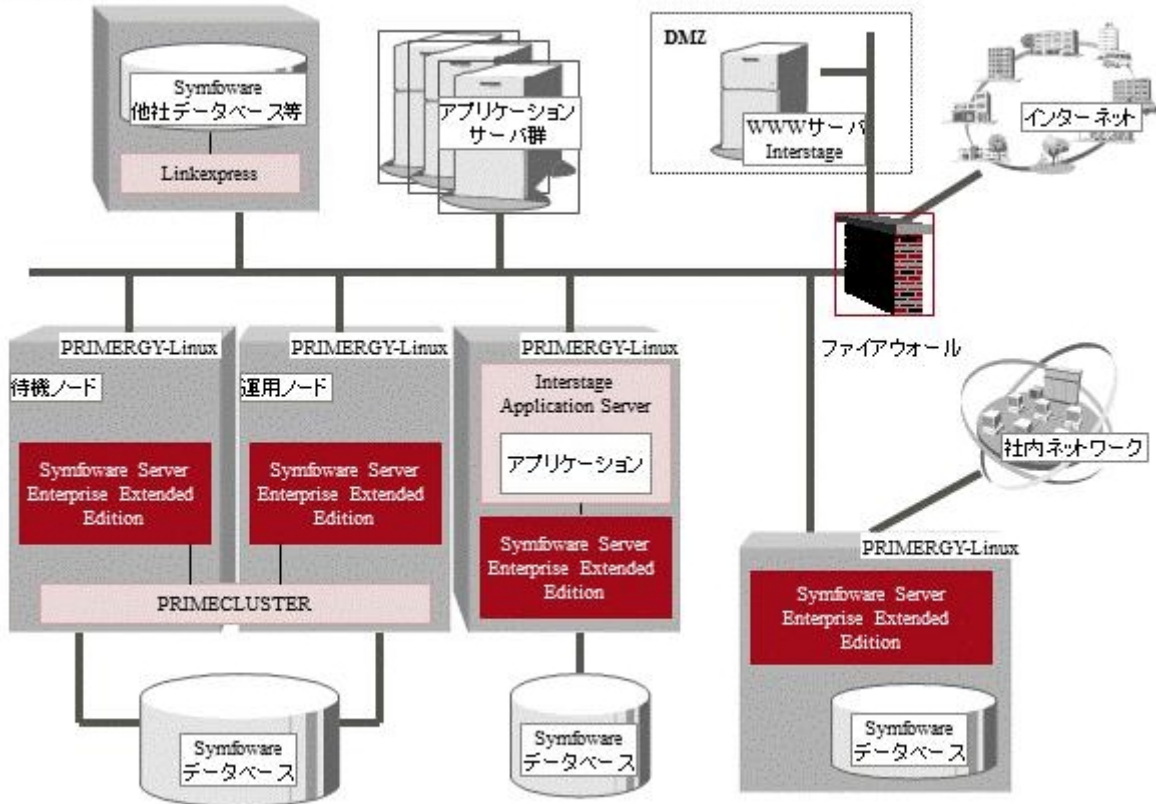 Symfoware
他社データベース等
Linkexpress
アプリケーション
サーバ群
DMZ
WWWサーバ
Interstage
インターネット
ファイアウォール
PRIMERGY-Linux
待機ノード
Symfoware Server
Enterprise Extended
Edition
PRIMERGY-Linux
運用ノード
Symfoware Server
Enterprise Extended
Edition
PRIMECLUSTER
Symfoware
データベース
PRIMERGY-Linux
Interstage
Application Server
アプリケーション
Symfoware Server
Enterprise Extended
Edition
Symfoware
データベース
社内ネットワーク
PRIMERGY-Linux
Symfoware Server
Enterprise Extended
Edition
Symfoware
データベース